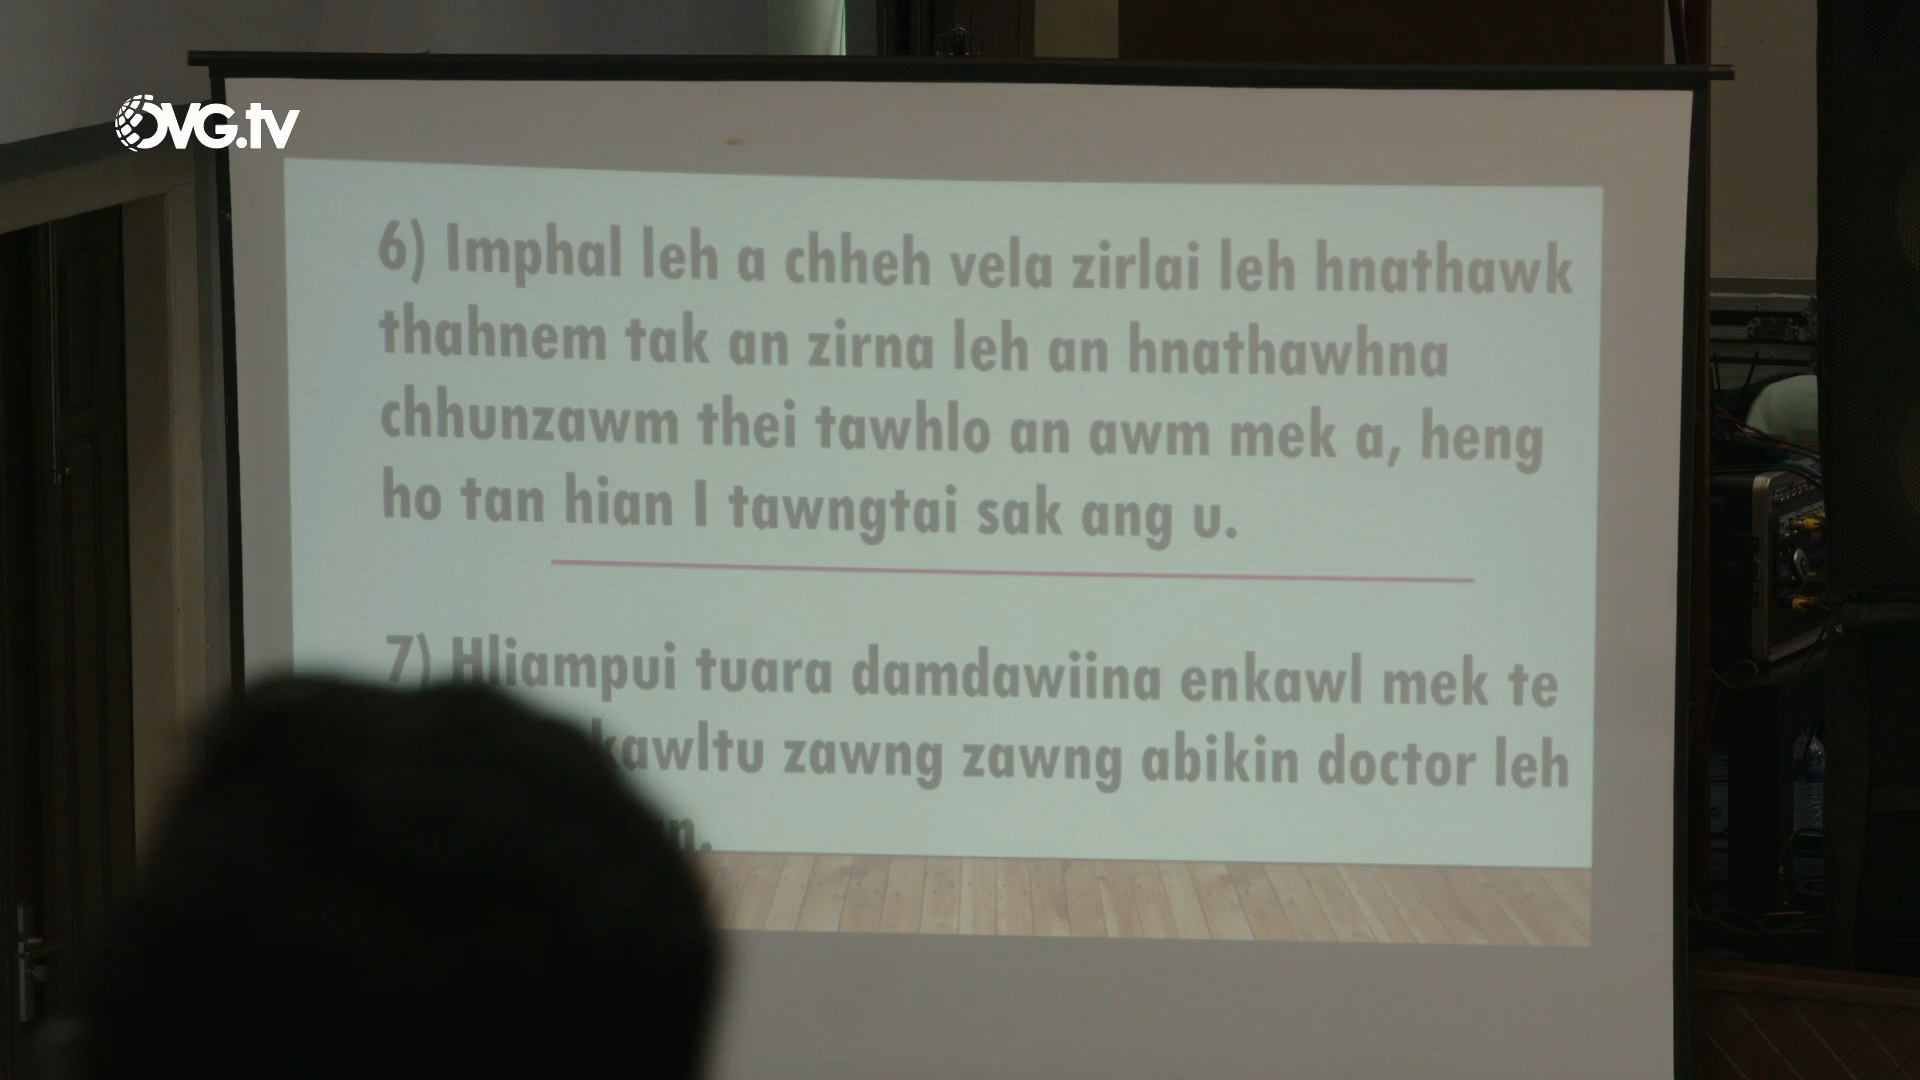 OVG.tv
6) Imphal leh a chheh vela zirlai leh hnathawk
thahnem tak an zirna leh an hnathawhna
chhunzawm thei tawhlo an awm mek a, heng
ho tan hian I tawngtai sak ang u.
7) Hliampui tuara damdawiina enkawl mek te
zawng zawng abikin doctor leh